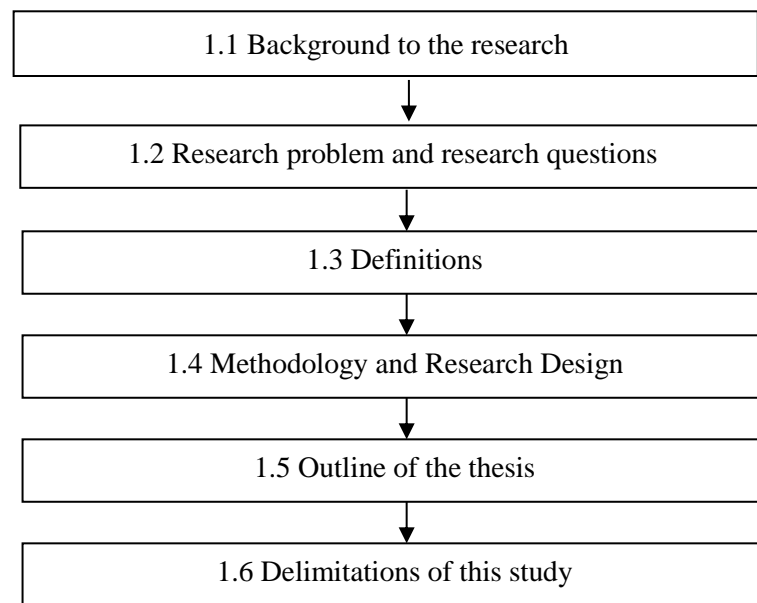 1.1 Background to the research
1.2 Research problem and research questions
1.3 Definitions
1.4 Methodology and Research Design
1.5 Outline of the thesis
1.6 Delimitations of this study